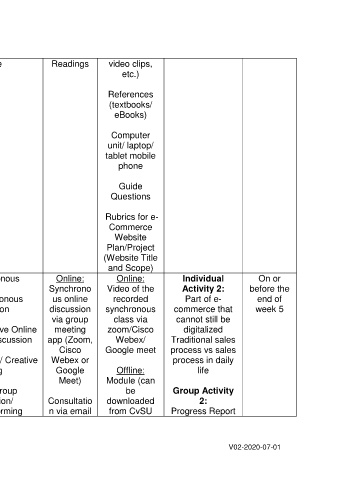 e
Readings
video clips,
etc.)
References
(textbooks/
eBooks)
Computer
unit/ laptop/
tablet mobile
phone
Guide
Questions
Rubrics for e-
Commerce
Website
Plan/Project
(Website Title
and Scope)
nous
onous
on
ve Online
scussion
/ Creative
g
roup
on/
orming
Online:
Synchrono
us online
discussion
via group
meeting
app (Zoom,
Cisco
Webex or
Google
Meet)
Consultatio
n via email
Online:
Video of the
recorded
synchronous
class via
zoom/Cisco
Webex/
Google meet
Offline:
Module (can
be
downloaded
from CvSU
Individual
Activity 2:
Part of e-
commerce that
cannot still be
digitalized
Traditional sales
process vs sales
process in daily
life
Group Activity
2:
Progress Report
On or
before the
end of
week 5
V02-2020-07-01